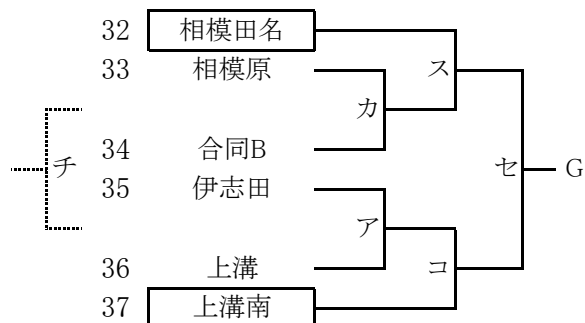 32 相模田名
ス
33 相模原
カ
チ
34 合同B
セ G
35 伊志田
ア
36 上溝
コ
37 上溝南